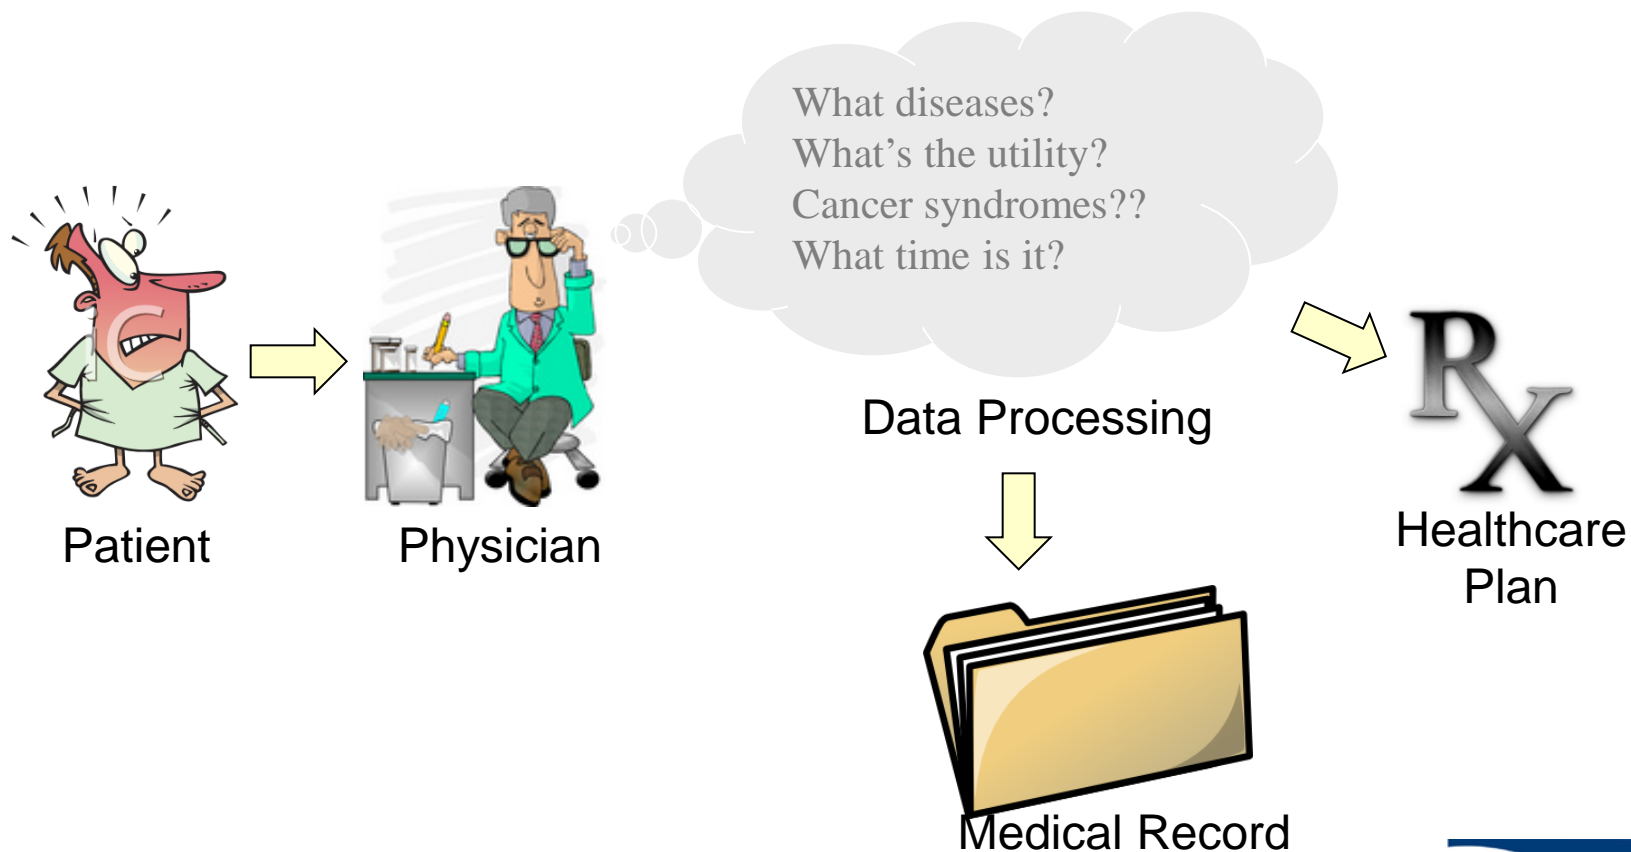 What diseases?
What’s the utility?
Cancer syndromes??
What time is it?
Patient
Physician
Data Processing
Rx
Healthcare
Plan
Medical Record